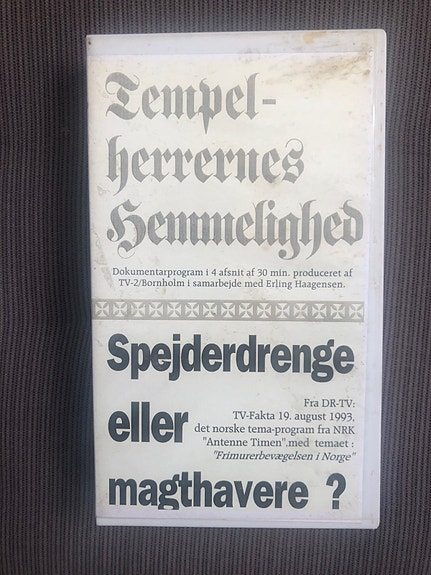 Tempel-
herrernes
Hemmelighed
Dokumentarprogram i 4 afsnit af 30 min. produceret af
TV-2/Bornholm i samarbejde med Erling Haagensen.
Spejderdrenge
Fra DR-TV:
TV-Fakta 19. august 1993,
eller
det norske tema-program fra NRK
"Antenne Timen",med temaet :
"Frimurerbevægelsen i Norge"
magthavere ?